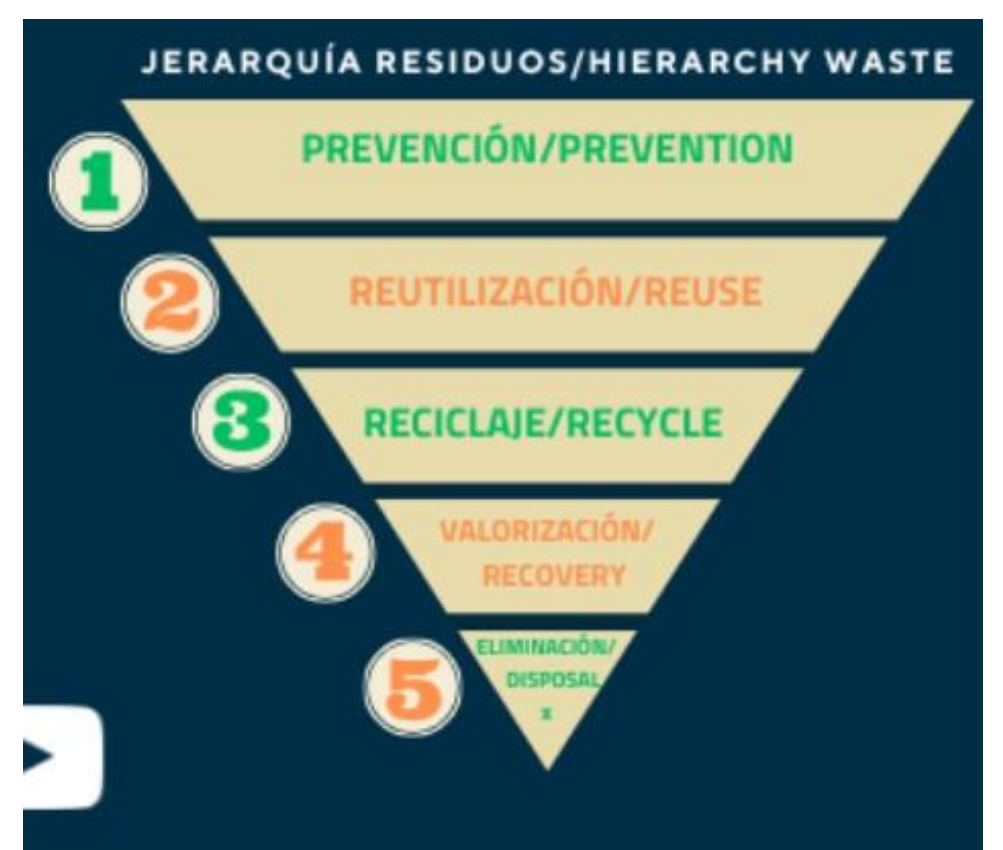 JERARQUÍA RESIDUOS/HIERARCHY WASTE
1
PREVENCIÓN/PREVENTION
2
REUTILIZACIÓN/REUSE
3
RECICLAJE/RECYCLE
4
VALORIZACIÓN/
RECOVERY
5
ELIMINACIÓN/
DISPOSAL
x